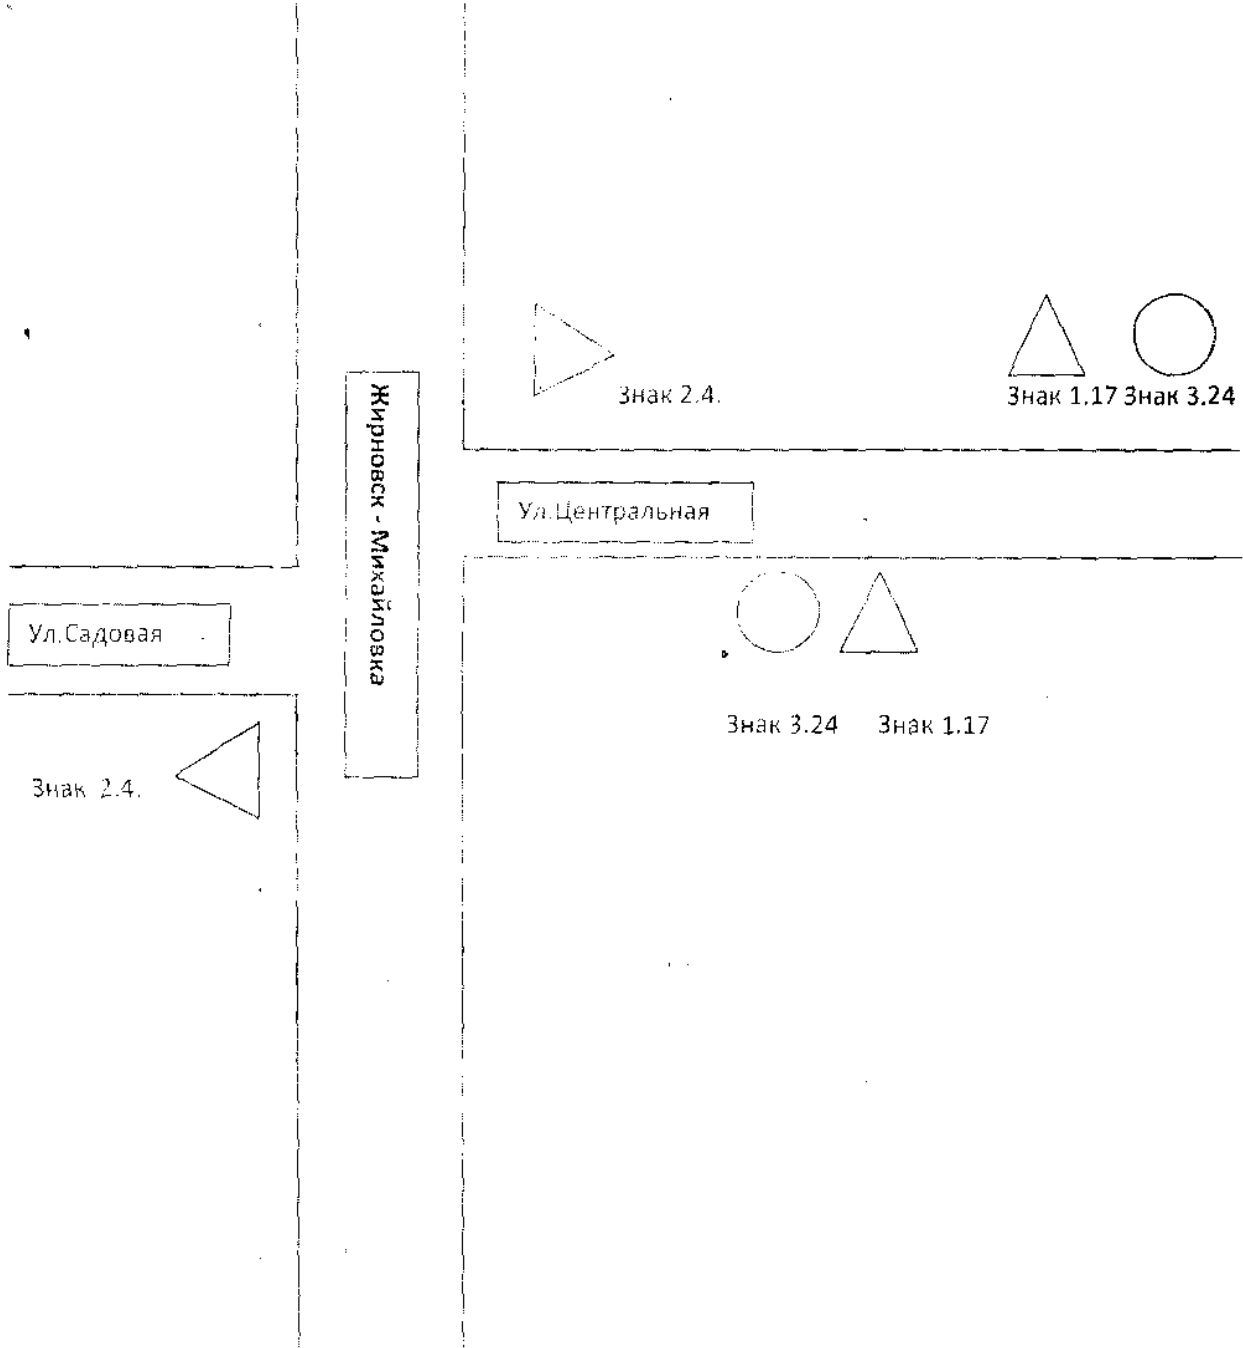 Знак 2.4.
Знак 1.17 Знак 3.24
Жирновск - Михайловка
Ул.Центральная
Ул.Садовая
Знак 3.24 Знак 1.17
Знак 2.4.